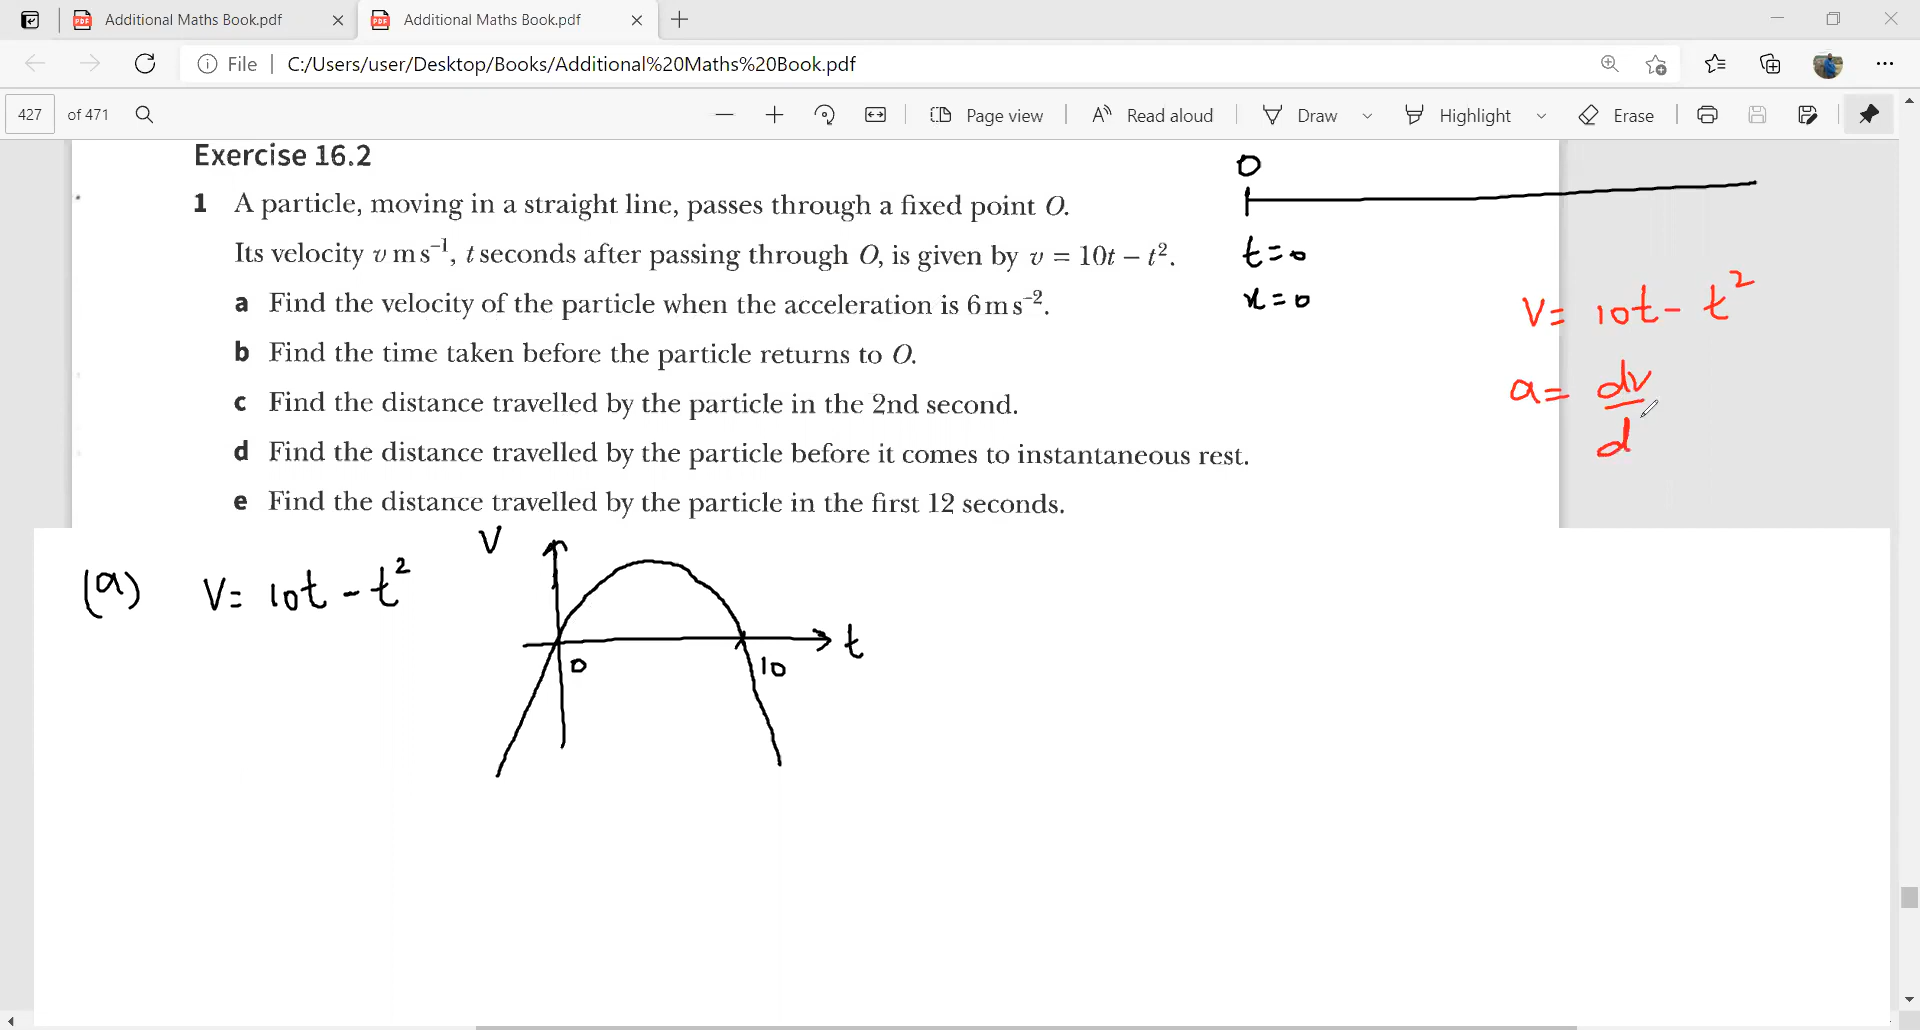 Additional Maths Book.pdf
Additional Maths Book.pdf
File
C:/Users/user/Desktop/Books/Additional%20Maths%20Book.pdf
427 of 471
Page view
Read aloud
Draw
Highlight
Erase
Exercise 16.2
1 A particle, moving in a straight line, passes through a fixed point O.
Its velocity v m s⁻¹, t seconds after passing through O, is given by v = 10t − t².
a Find the velocity of the particle when the acceleration is 6 m s⁻².
b Find the time taken before the particle returns to O.
c Find the distance travelled by the particle in the 2nd second.
d Find the distance travelled by the particle before it comes to instantaneous rest.
e Find the distance travelled by the particle in the first 12 seconds.
O
t = 0
x = 0
V = 10t − t²
a = dv
d
(a) V = 10t − t²
V
t
0
10